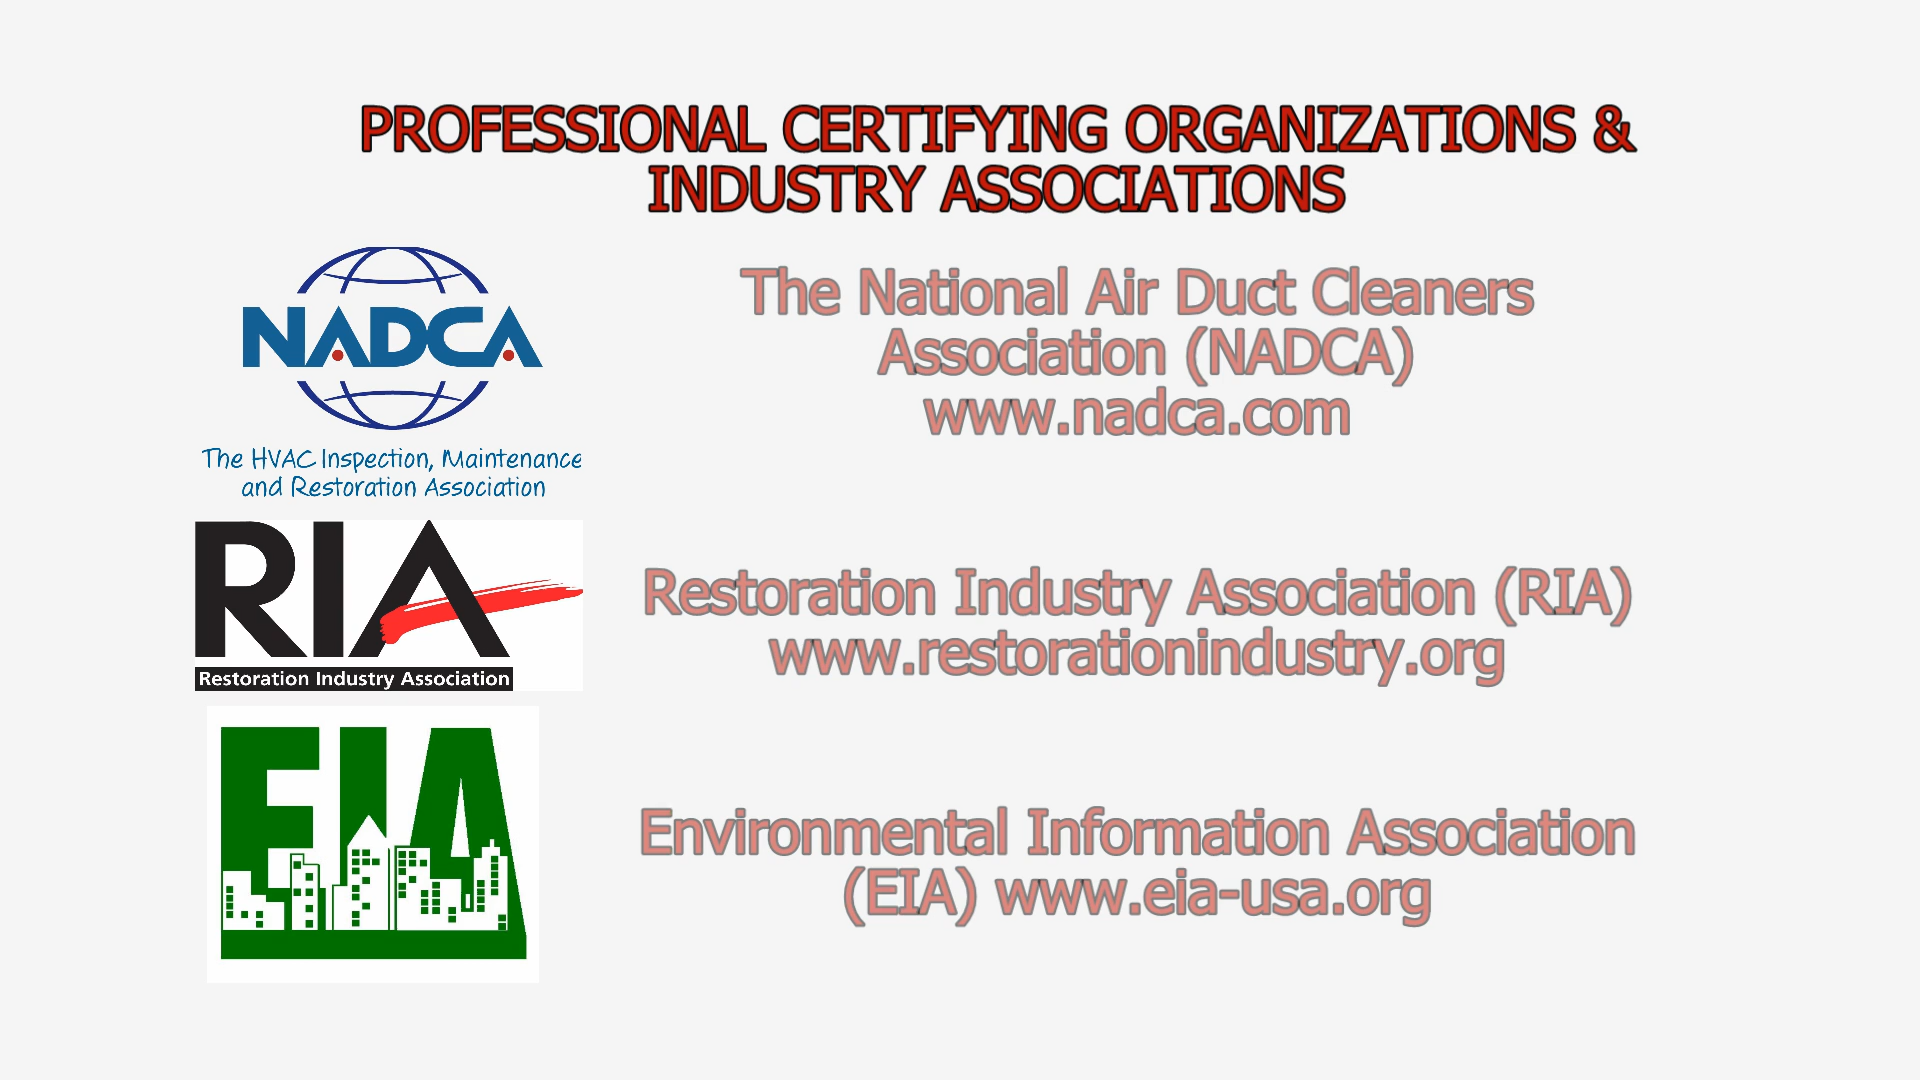 PROFESSIONAL CERTIFYING ORGANIZATIONS &
INDUSTRY ASSOCIATIONS
NADCA
The HVAC Inspection, Maintenance
and Restoration Association
The National Air Duct Cleaners
Association (NADCA)
www.nadca.com
RIA
Restoration Industry Association
Restoration Industry Association (RIA)
www.restorationindustry.org
EIA
Environmental Information Association
(EIA) www.eia-usa.org